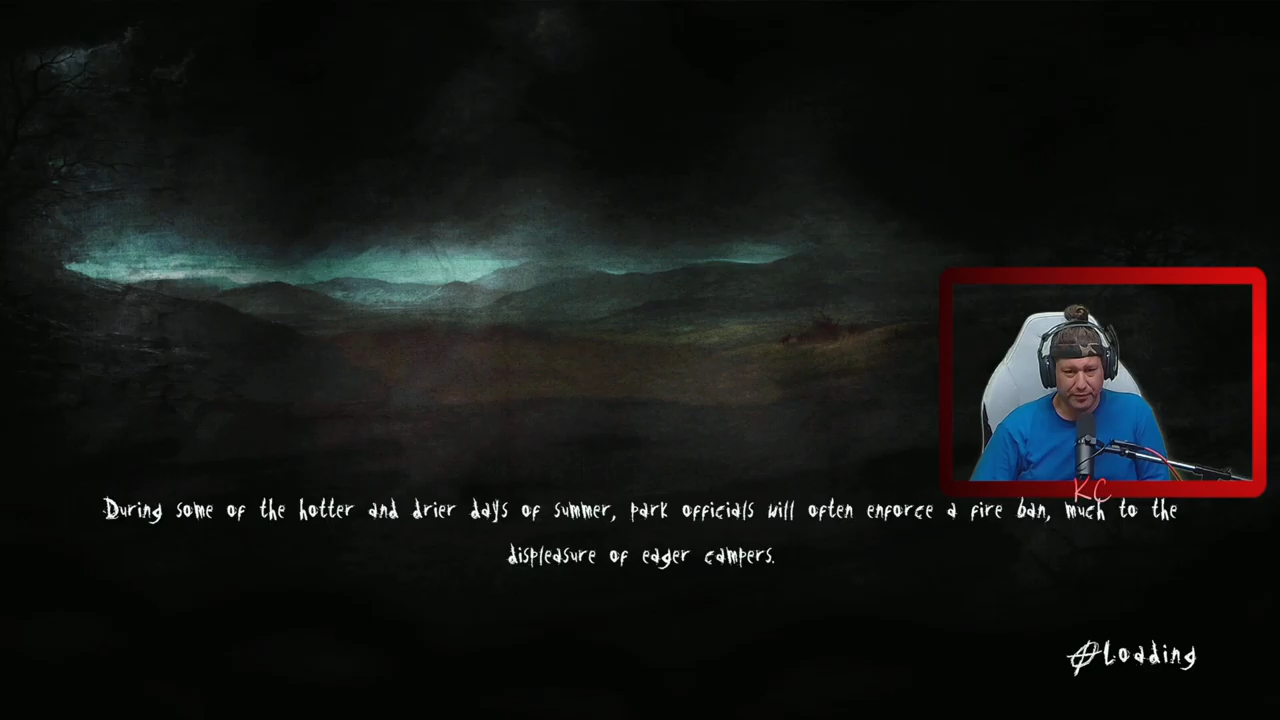 KC
During some of the hotter and drier days of summer, park officials will often enforce a fire ban, much to the
displeasure of eager campers.
Loading